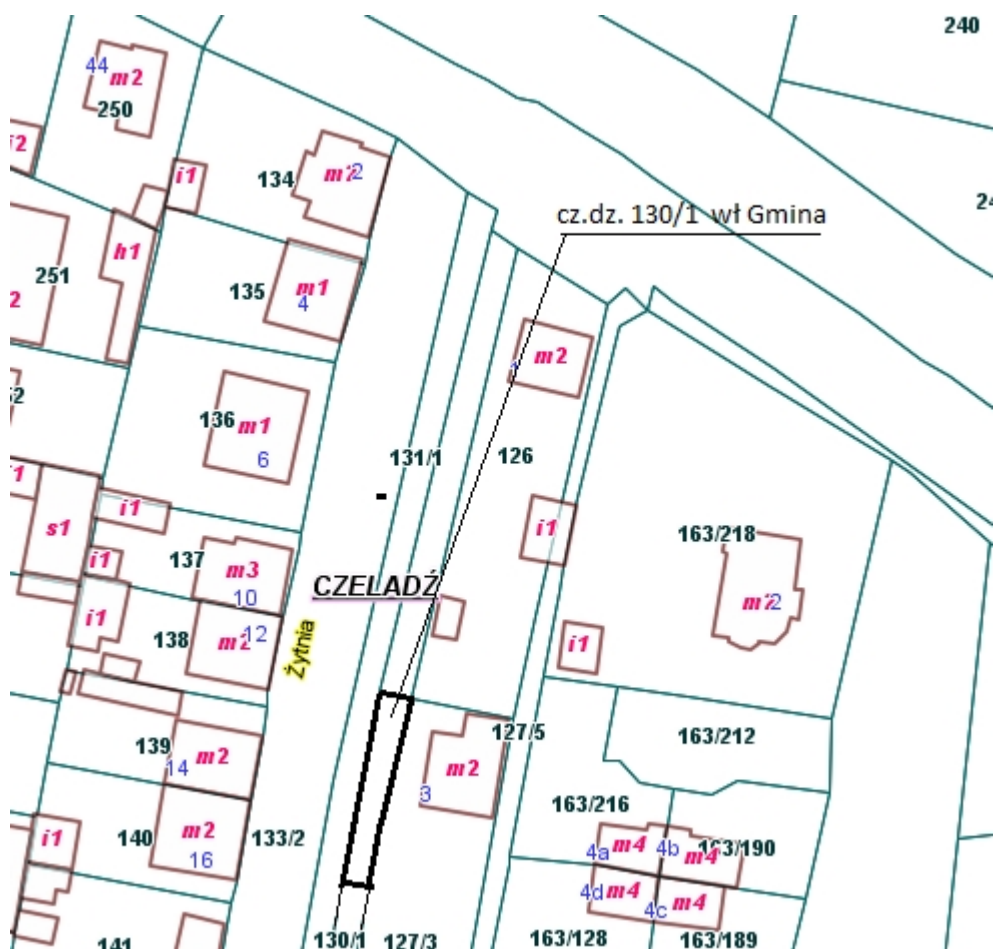 240
44
m2
250
i1
134
m2
2
cz.dz. 130/1 wł Gmina
h1
251
135
m1
4
m2
1
136
m1
6
131/1
126
s1
i1
i1
137
m3
10
CZELADŹ
i1
163/218
m2
2
i1
138
m2
12
Żytnia
i1
139
m2
14
127/5
m2
3
163/212
163/216
i1
140
m2
16
133/2
4a
m4
4b
m4
163/190
4d
m4
4c
m4
141
130/1
127/3
163/128
163/189